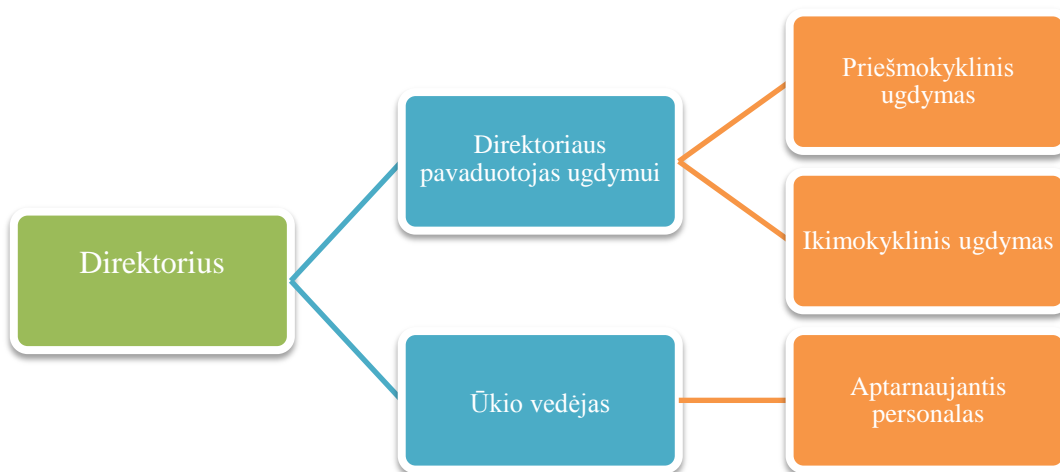 Priešmokyklinis
ugdymas
Direktoriaus
pavaduotojas ugdymui
Ikimokyklinis ugdymas
Direktorius
Ūkio vedėjas
Aptarnaujantis
personalas